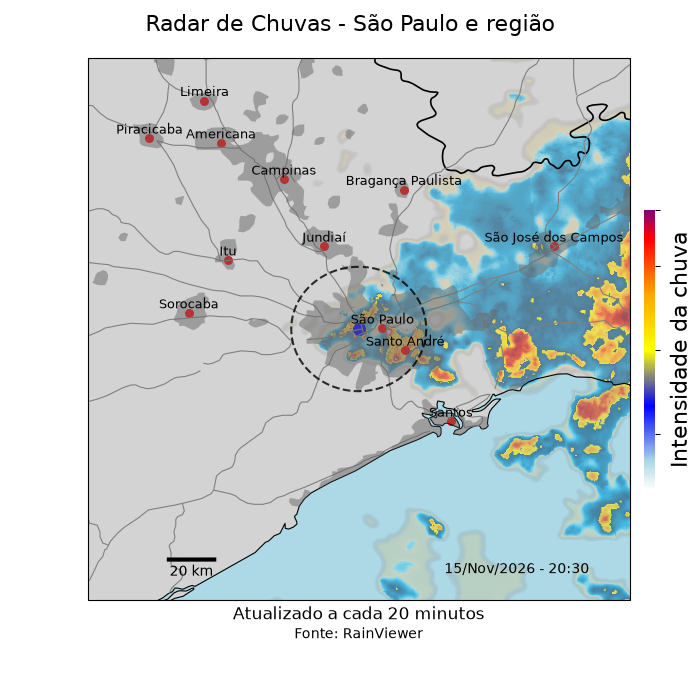 Radar de Chuvas - São Paulo e região
Limeira
Piracicaba
Americana
Campinas
Bragança Paulista
Jundiaí
São José dos Campos
Itu
Sorocaba
São Paulo
Santo André
Santos
20 km
15/Nov/2026 - 20:30
Intensidade da chuva
Atualizado a cada 20 minutos
Fonte: RainViewer